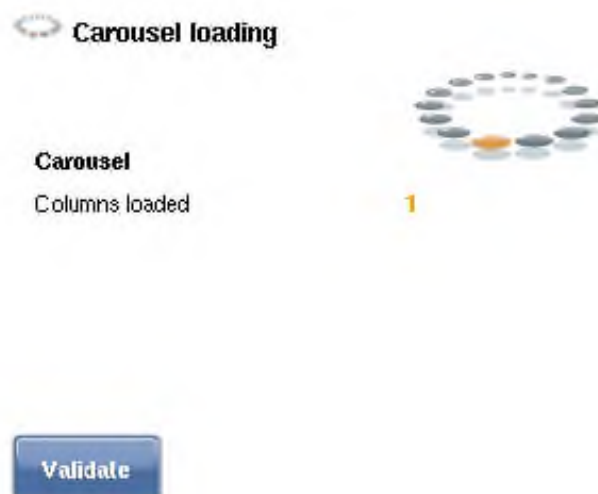 Carousel loading
Carousel
Columns loaded 1
Validate